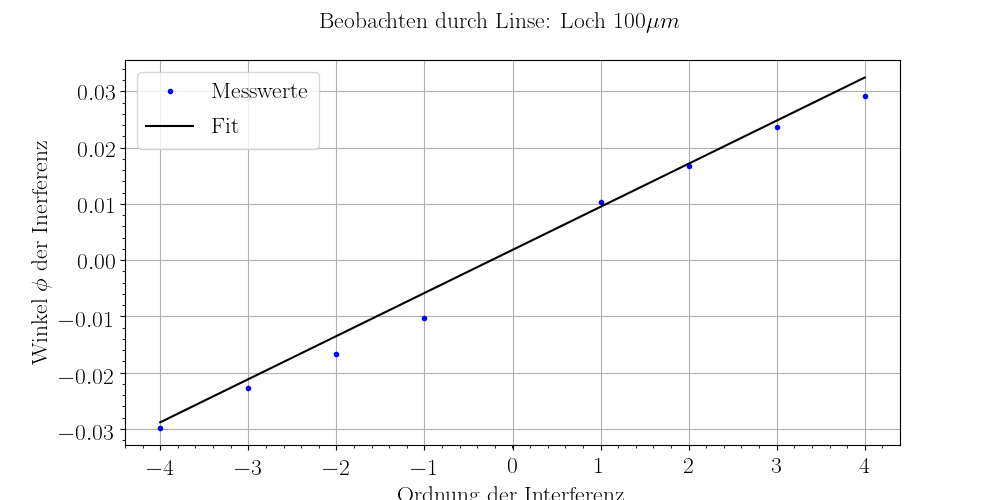 Beobachten durch Linse: Loch 100μm
Messwerte
Fit
Winkel ϕ der Inerferenz
0.03
0.02
0.01
0.00
−0.01
−0.02
−0.03
−4 −3 −2 −1 0 1 2 3 4
Ordnung der Interferenz